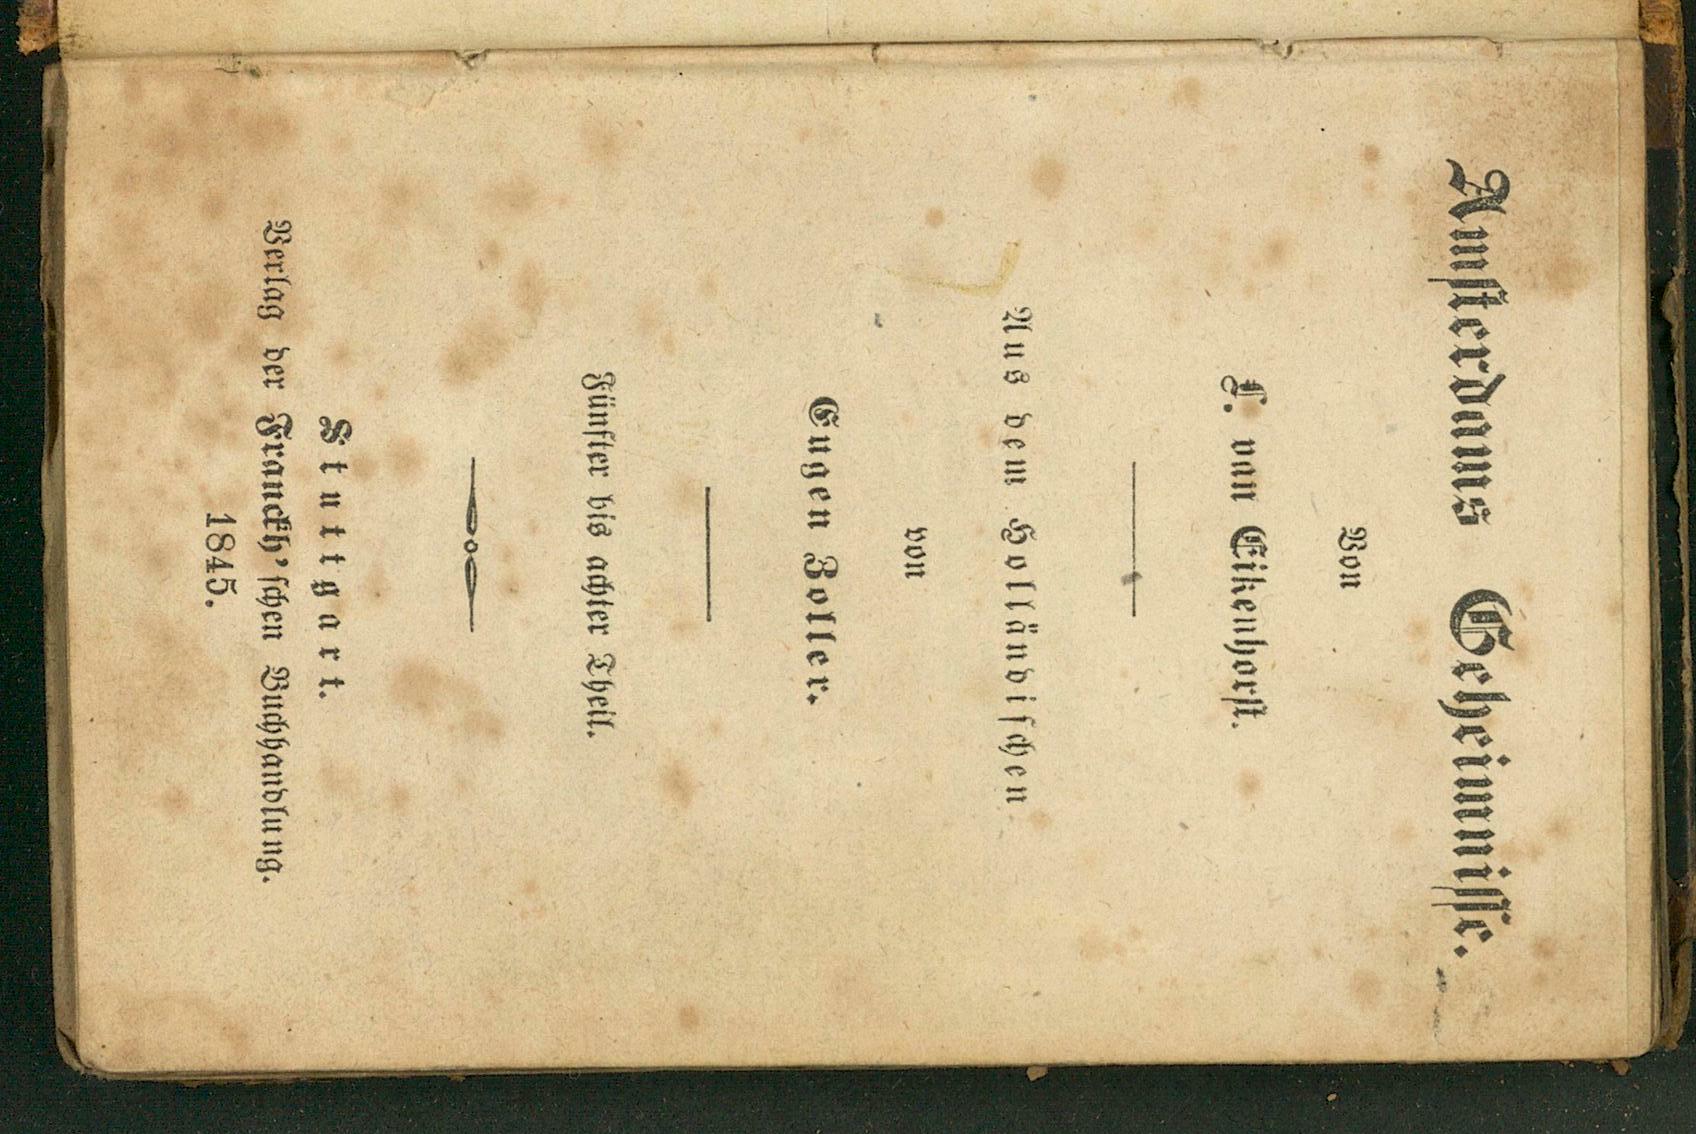 Amſterdams Geheimniſſe.
Von
L. van Eikenhorſt.
Aus dem Holländiſchen
von
Eugen Zoller.
Fünfter bis achter Theil.
Stuttgart.
Verlag der Franckh'ſchen Buchhandlung.
1845.